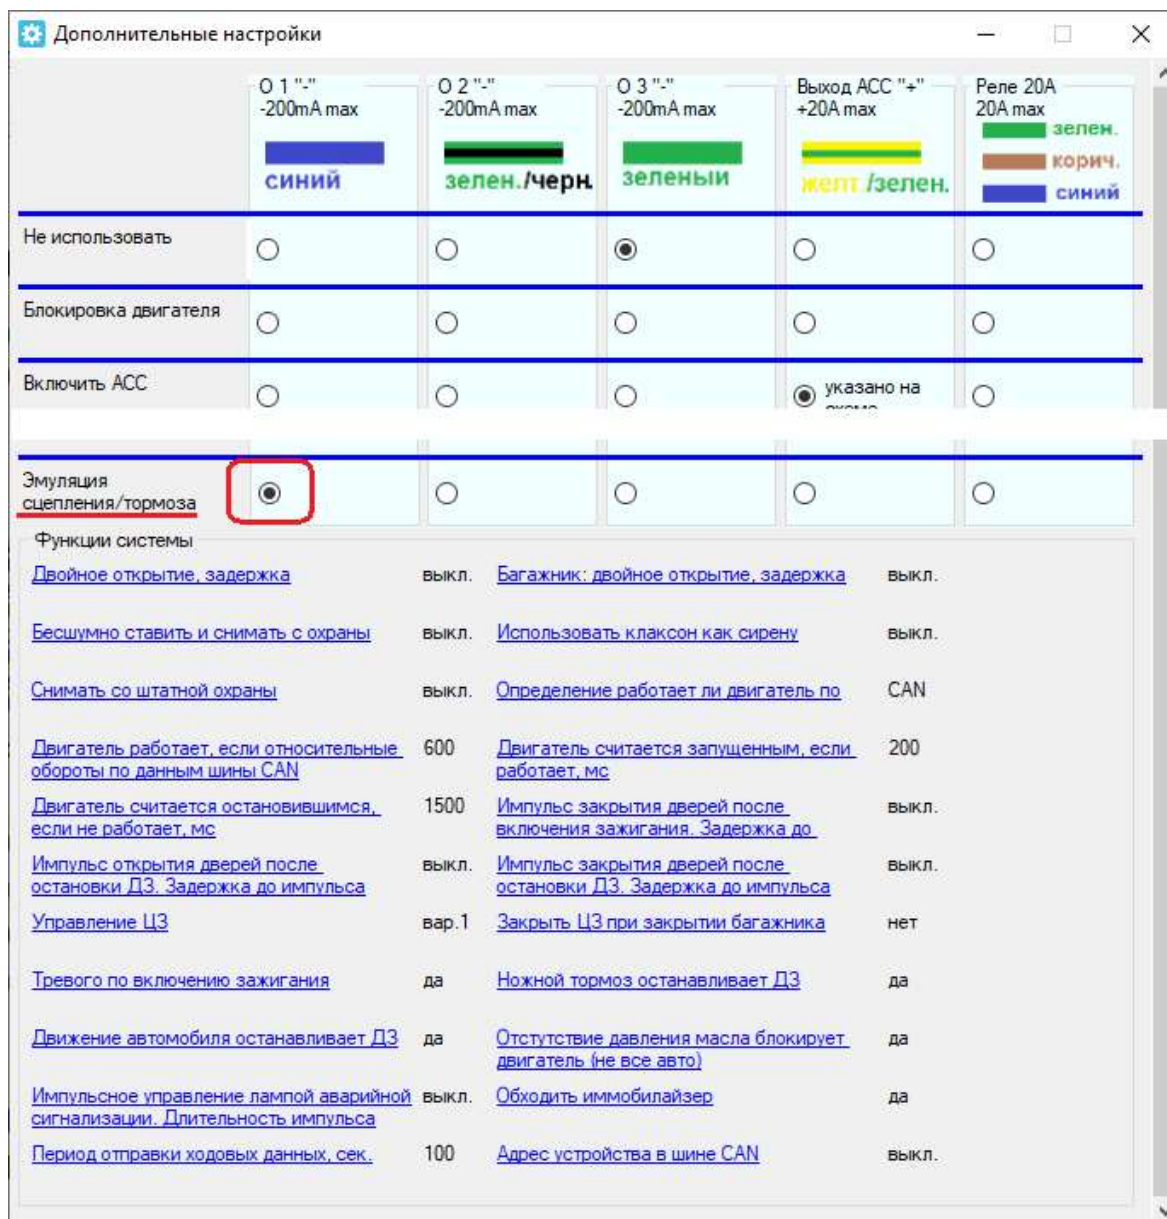 Дополнительные настройки
О 1 "-"
-200mA max
синий
О 2 "-"
-200mA max
зелен./черн.
О 3 "-"
-200mA max
зеленый
Выход АСС "+"
+20A max
желт./зелен.
Реле 20А
20A max
зелен.
корич.
синий
Не использовать
Блокировка двигателя
Включить АСС
указано на
Эмуляция
сцепления/тормоза
Функции системы
Двойное открытие, задержка выкл. Багажник: двойное открытие, задержка выкл.
Бесшумно ставить и снимать с охраны выкл. Использовать клаксон как сирену выкл.
Снимать со штатной охраны выкл. Определение работает ли двигатель по CAN
Двигатель работает, если относительные 600 Двигатель считается запущенным, если 200
обороты по данным шины CAN работает, мс
Двигатель считается остановившимся, 1500 Импульс закрытия дверей после выкл.
если не работает, мс включения зажигания. Задержка до
Импульс открытия дверей после выкл. Импульс закрытия дверей после выкл.
остановки ДЗ. Задержка до импульса остановки ДЗ. Задержка до импульса
Управление ЦЗ вар.1 Закрыть ЦЗ при закрытии багажника нет
Тревого по включению зажигания да Ножной тормоз останавливает ДЗ да
Движение автомобиля останавливает ДЗ да Отстутствие давления масла блокирует да
двигатель (не все авто)
Импульсное управление лампой аварийной выкл. Обходить иммобилайзер да
сигнализации. Длительность импульса
Период отправки ходовых данных, сек. 100 Адрес устройства в шине CAN выкл.